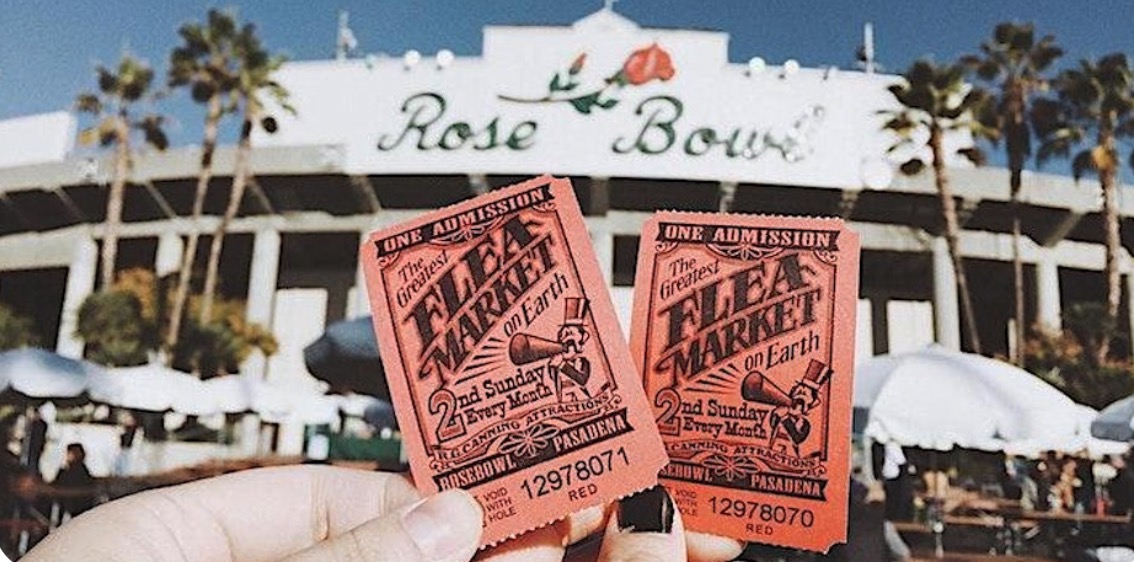 Rose Bowl
ONE ADMISSION
The
Greatest
FLEA
MARKET
on Earth
2nd Sunday
Every Month
R.G. CANNING ATTRACTIONS
ROSEBOWL PASADENA
VOID
WITH
HOLE
12978071
RED
ONE ADMISSION
The
Greatest
FLEA
MARKET
on Earth
2nd Sunday
Every Month
CANNING ATTRACTIONS
SEBOWL PASADENA
VOID
WITH
HOLE
12978070
RED